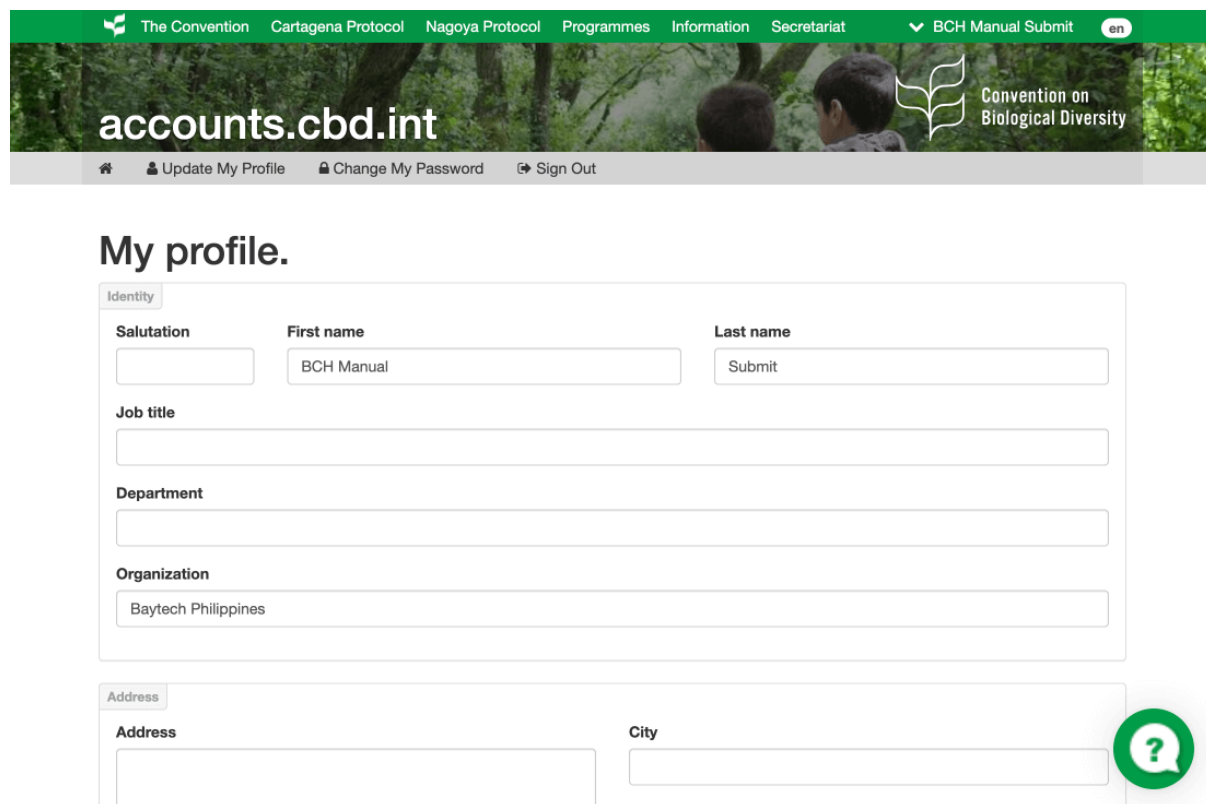 The Convention Cartagena Protocol Nagoya Protocol Programmes Information Secretariat BCH Manual Submit en
accounts.cbd.int
Convention on
Biological Diversity
Update My Profile Change My Password Sign Out
My profile.
Identity
Salutation First name Last name
BCH Manual Submit
Job title
Department
Organization
Baytech Philippines
Address
Address City
?